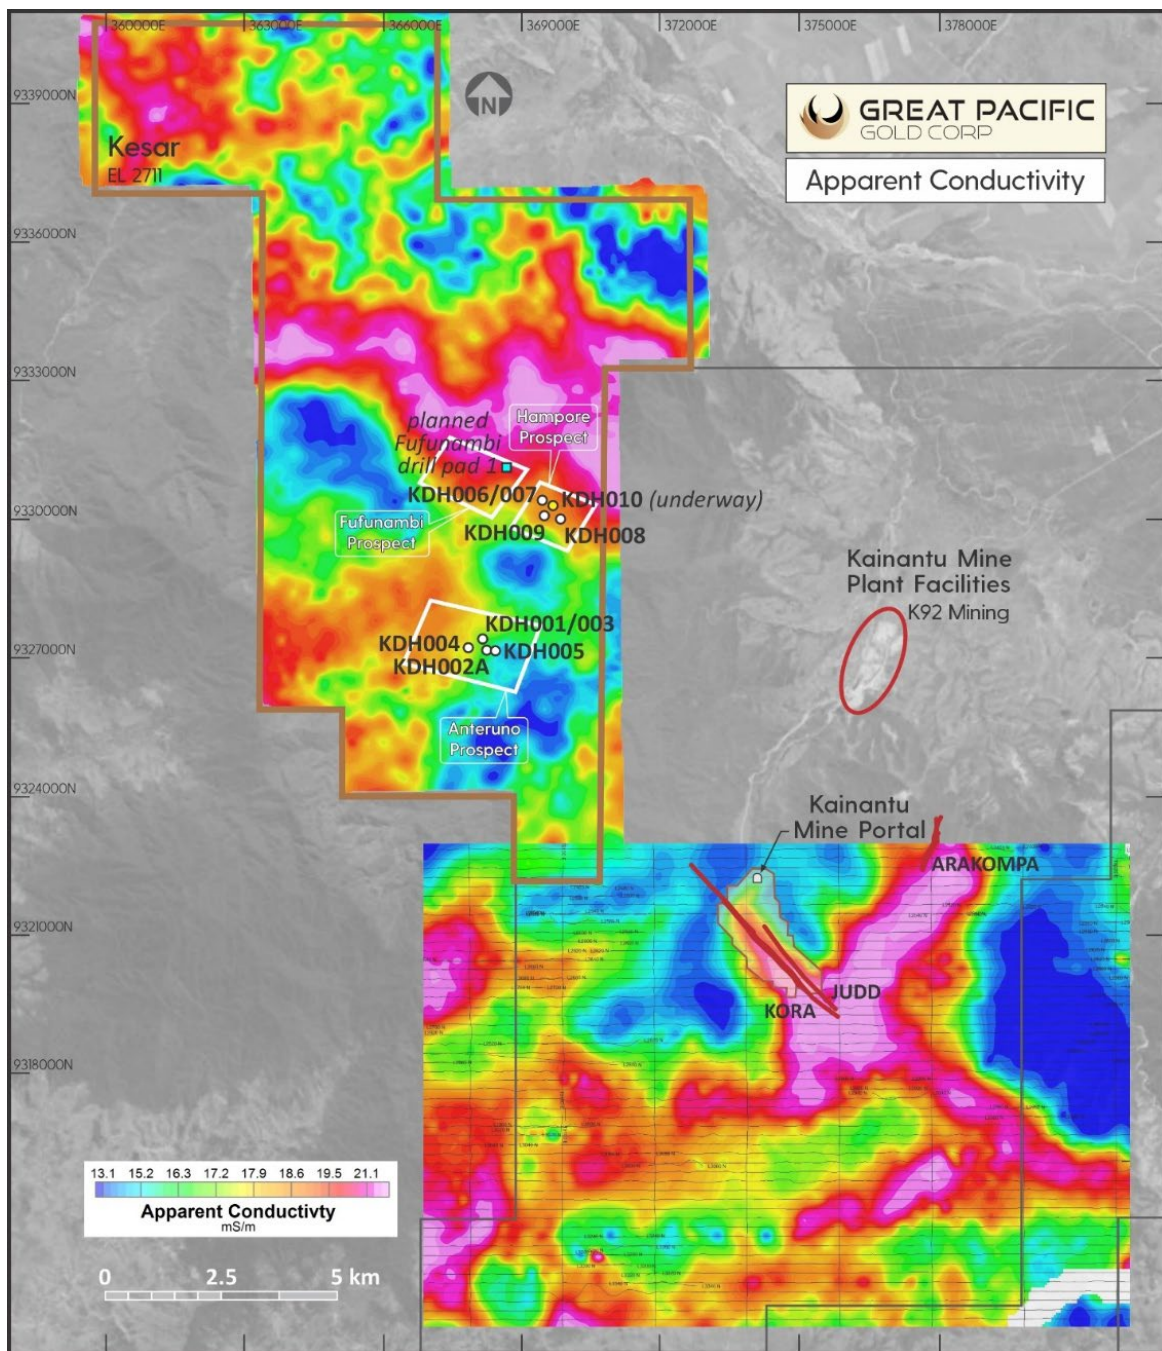 360000E
363000E
366000E
369000E
372000E
375000E
378000E
9339000N
N
GREAT PACIFIC
GOLD CORP
Apparent Conductivity
Kesar
EL 2711
9336000N
9333000N
planned
Fufunambi
drill pad 1
Hampore
Prospect
KDH006/007
KDH010 (underway)
9330000N
Fufunambi
Prospect
KDH009
KDH008
Kainantu Mine
Plant Facilities
K92 Mining
KDH001/003
KDH004
KDH005
KDH002A
9327000N
Anteruno
Prospect
9324000N
Kainantu
Mine Portal
ARAKOMPA
9321000N
JUDD
KORA
9318000N
13.1 15.2 16.3 17.2 17.9 18.6 19.5 21.1
Apparent Conductivty
mS/m
0 2.5 5 km